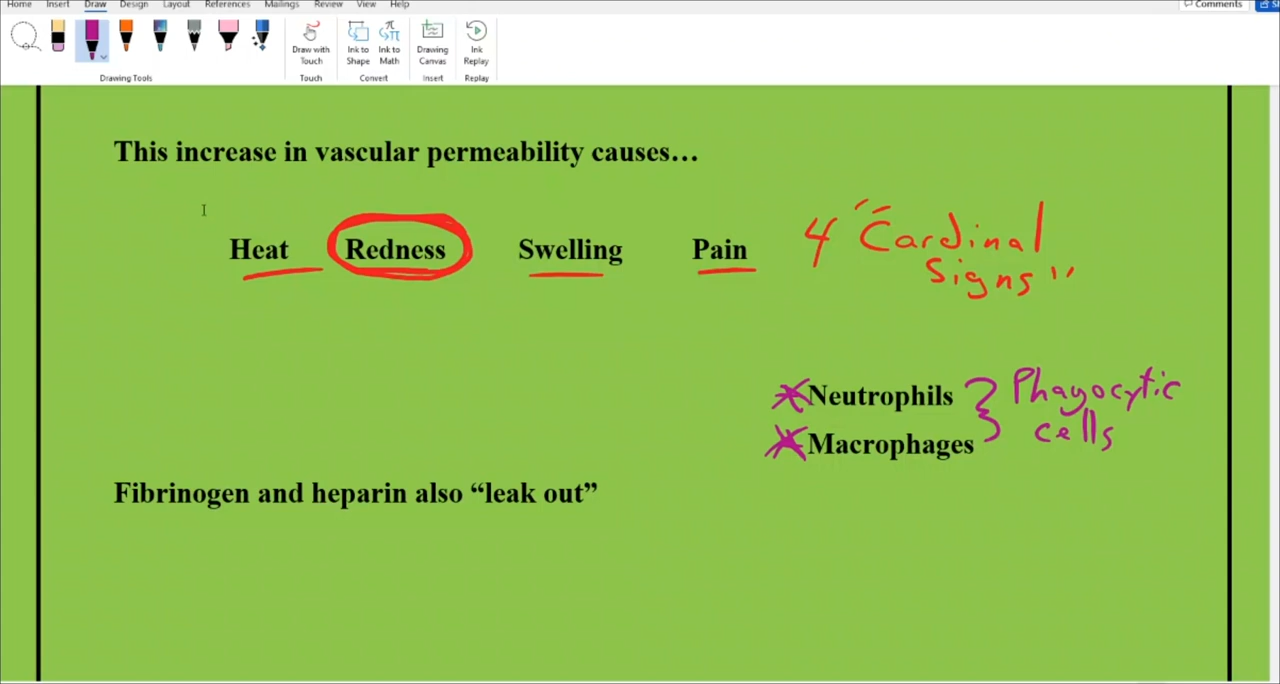 Home Insert Draw Design Layout References Mailings Review View Help Comments
Draw with Touch
Ink to Shape
Ink to Math
Drawing Canvas
Ink Replay
Drawing Tools Touch Convert Insert Replay
This increase in vascular permeability causes…
Heat Redness Swelling Pain 4 "Cardinal
Signs"
Neutrophils } Phagocytic
Macrophages cells
Fibrinogen and heparin also “leak out”